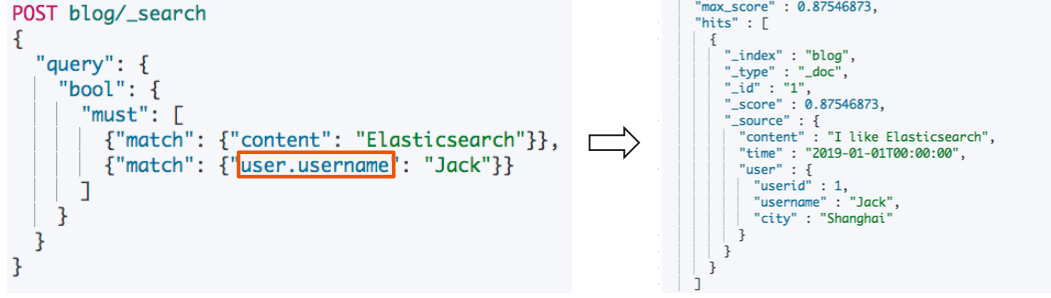 POST blog/_search
{
  "query": {
    "bool": {
      "must": [
        {"match": {"content": "Elasticsearch"}},
        {"match": {"user.username": "Jack"}}
      ]
    }
  }
}
"max_score" : 0.87546873,
"hits" : [
  {
    "_index" : "blog",
    "_type" : "_doc",
    "_id" : "1",
    "_score" : 0.87546873,
    "_source" : {
      "content" : "I like Elasticsearch",
      "time" : "2019-01-01T00:00:00",
      "user" : {
        "userid" : 1,
        "username" : "Jack",
        "city" : "Shanghai"
      }
    }
  }
]